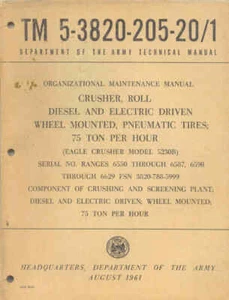 TM 5-3820-205-20/1
DEPARTMENT OF THE ARMY TECHNICAL MANUAL
ORGANIZATIONAL MAINTENANCE MANUAL
CRUSHER, ROLL
DIESEL AND ELECTRIC DRIVEN
WHEEL MOUNTED, PNEUMATIC TIRES;
75 TON PER HOUR
(EAGLE CRUSHER MODEL 5230B)
SERIAL NO. RANGES 6530 THROUGH 6587, 6598
THROUGH 6629 FSN 3820-786-5999
COMPONENT OF CRUSHING AND SCREENING PLANT;
DIESEL AND ELECTRIC DRIVEN; WHEEL MOUNTED;
75 TON PER HOUR
HEADQUARTERS, DEPARTMENT OF THE ARMY
AUGUST 1961